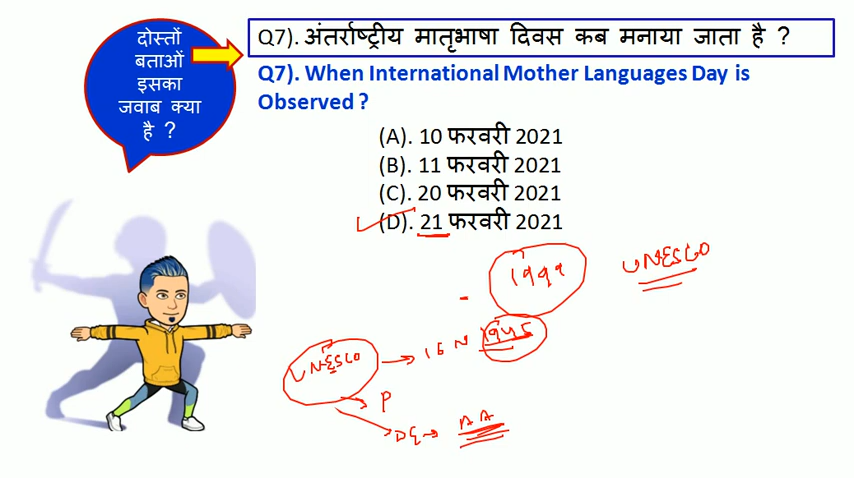 दोस्तों
बताओं
इसका
जवाब क्या
है ?
Q7). अंतर्राष्ट्रीय मातृभाषा दिवस कब मनाया जाता है ?
Q7). When International Mother Languages Day is
Observed ?
(A). 10 फरवरी 2021
(B). 11 फरवरी 2021
(C). 20 फरवरी 2021
(D). 21 फरवरी 2021
1999
UNESCO
UNESCO
16 N 1945
P
AA